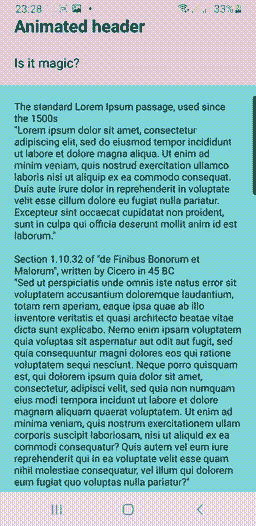 23:28 33%
Animated header
Is it magic?
The standard Lorem Ipsum passage, used since
the 1500s
"Lorem ipsum dolor sit amet, consectetur
adipiscing elit, sed do eiusmod tempor incididunt
ut labore et dolore magna aliqua. Ut enim ad
minim veniam, quis nostrud exercitation ullamco
laboris nisi ut aliquip ex ea commodo consequat.
Duis aute irure dolor in reprehenderit in voluptate
velit esse cillum dolore eu fugiat nulla pariatur.
Excepteur sint occaecat cupidatat non proident,
sunt in culpa qui officia deserunt mollit anim id est
laborum."
Section 1.10.32 of "de Finibus Bonorum et
Malorum", written by Cicero in 45 BC
"Sed ut perspiciatis unde omnis iste natus error sit
voluptatem accusantium doloremque laudantium,
totam rem aperiam, eaque ipsa quae ab illo
inventore veritatis et quasi architecto beatae vitae
dicta sunt explicabo. Nemo enim ipsam voluptatem
quia voluptas sit aspernatur aut odit aut fugit, sed
quia consequuntur magni dolores eos qui ratione
voluptatem sequi nesciunt. Neque porro quisquam
est, qui dolorem ipsum quia dolor sit amet,
consectetur, adipisci velit, sed quia non numquam
eius modi tempora incidunt ut labore et dolore
magnam aliquam quaerat voluptatem. Ut enim ad
minima veniam, quis nostrum exercitationem ullam
corporis suscipit laboriosam, nisi ut aliquid ex ea
commodi consequatur? Quis autem vel eum iure
reprehenderit qui in ea voluptate velit esse quam
nihil molestiae consequatur, vel illum qui dolorem
eum fugiat quo voluptas nulla pariatur?"